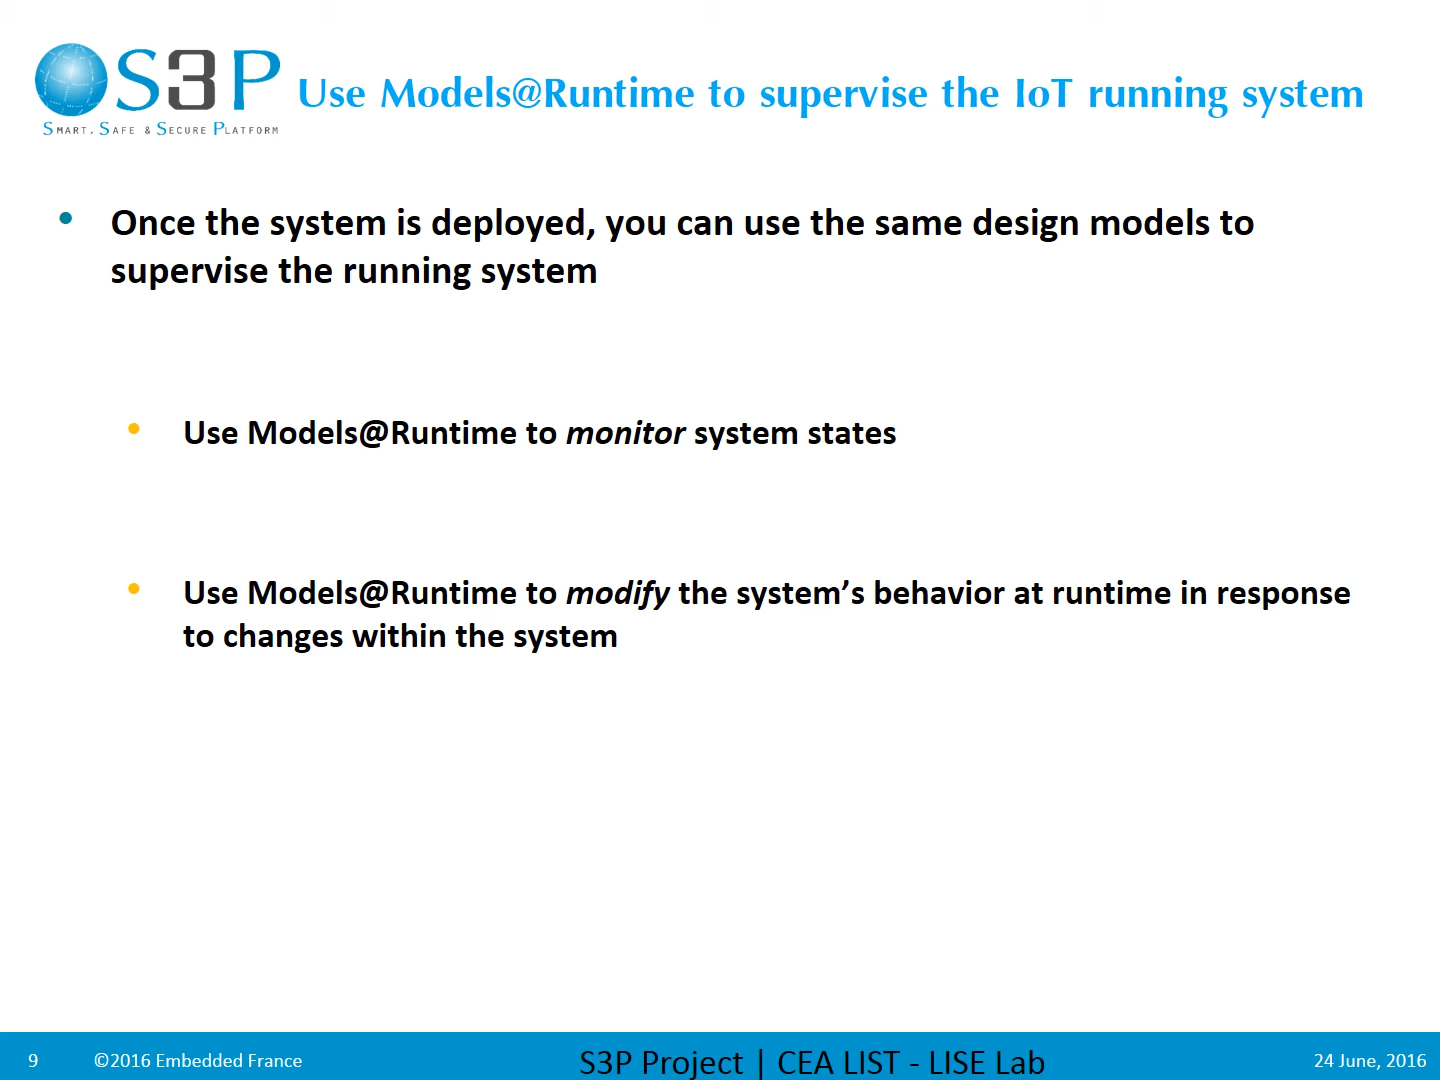 S3P
SMART, SAFE & SECURE PLATFORM
Use Models@Runtime to supervise the IoT running system
• Once the system is deployed, you can use the same design models to
supervise the running system
• Use Models@Runtime to monitor system states
• Use Models@Runtime to modify the system’s behavior at runtime in response
to changes within the system
9 ©2016 Embedded France S3P Project | CEA LIST - LISE Lab 24 June, 2016